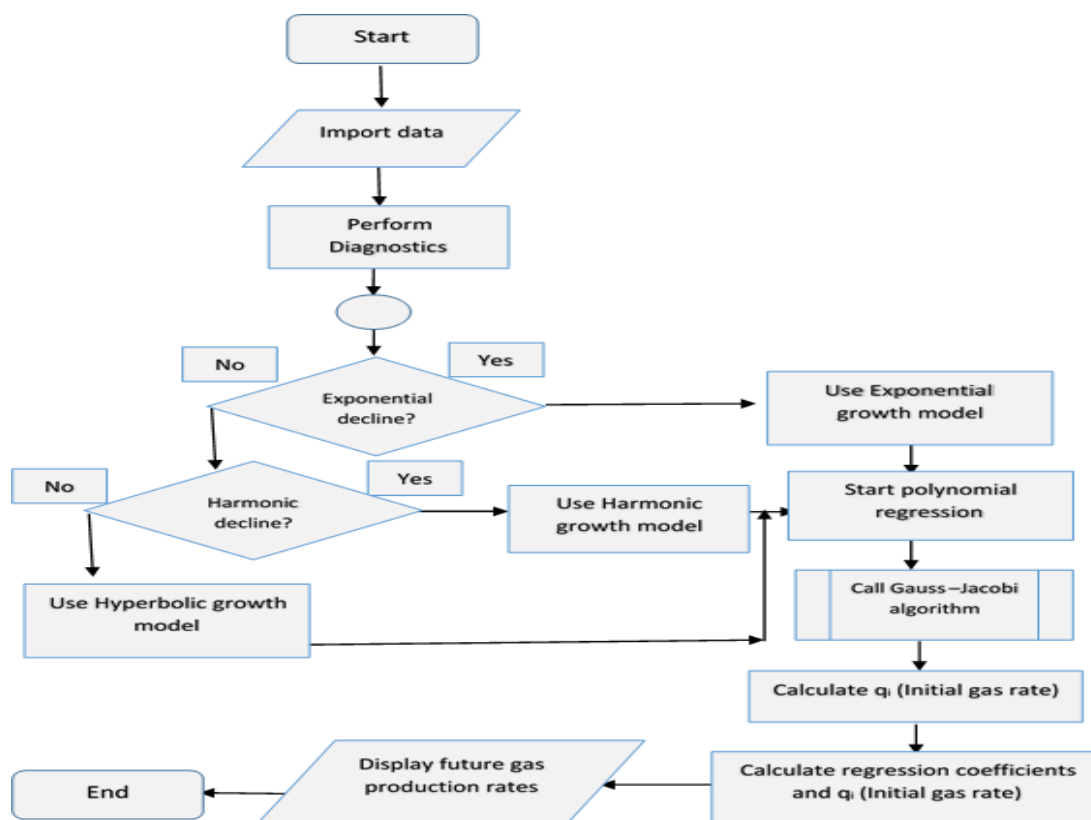 Start
Import data
Perform
Diagnostics
No
Yes
Exponential
decline?
Use Exponential
growth model
No
Yes
Harmonic
decline?
Use Harmonic
growth model
Start polynomial
regression
Use Hyperbolic growth
model
Call Gauss–Jacobi
algorithm
Calculate qᵢ (Initial gas rate)
Calculate regression coefficients
and qᵢ (Initial gas rate)
Display future gas
production rates
End